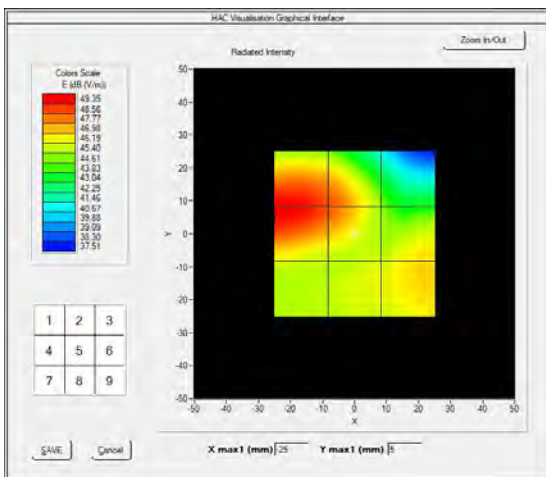 HAC Visualisation Graphical Interface
Zoom In/Out
Radiated Intensity
Colors Scale
E (dB (V/m))
49.35
48.56
47.77
46.98
46.19
45.40
44.61
43.83
43.04
42.25
41.46
40.67
39.88
39.09
38.30
37.51
50
40
30
20
10
0
-10
-20
-30
-40
-50
Y
-50 -40 -30 -20 -10 0 10 20 30 40 50
X
1 2 3
4 5 6
7 8 9
SAVE Cancel X max1 (mm) 25 Y max1 (mm) 5